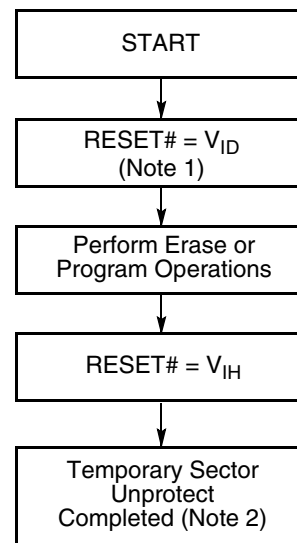 START
RESET# = V_ID
(Note 1)
Perform Erase or
Program Operations
RESET# = V_IH
Temporary Sector
Unprotect
Completed (Note 2)